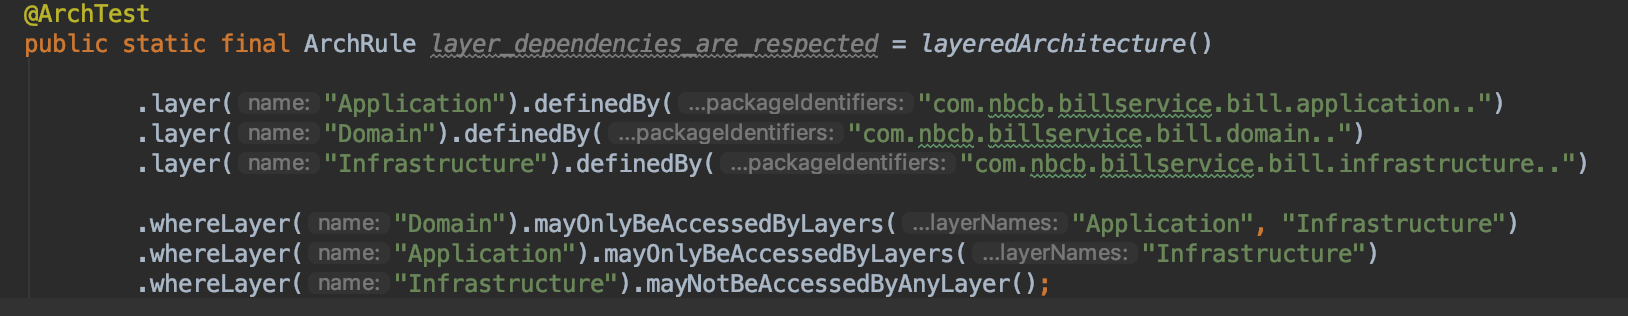 @ArchTest
public static final ArchRule layer_dependencies_are_respected = layeredArchitecture()
.layer( name: "Application").definedBy( ...packageIdentifiers: "com.nbcb.billservice.bill.application..")
.layer( name: "Domain").definedBy( ...packageIdentifiers: "com.nbcb.billservice.bill.domain..")
.layer( name: "Infrastructure").definedBy( ...packageIdentifiers: "com.nbcb.billservice.bill.infrastructure..")
.whereLayer( name: "Domain").mayOnlyBeAccessedByLayers( ...layerNames: "Application", "Infrastructure")
.whereLayer( name: "Application").mayOnlyBeAccessedByLayers( ...layerNames: "Infrastructure")
.whereLayer( name: "Infrastructure").mayNotBeAccessedByAnyLayer();